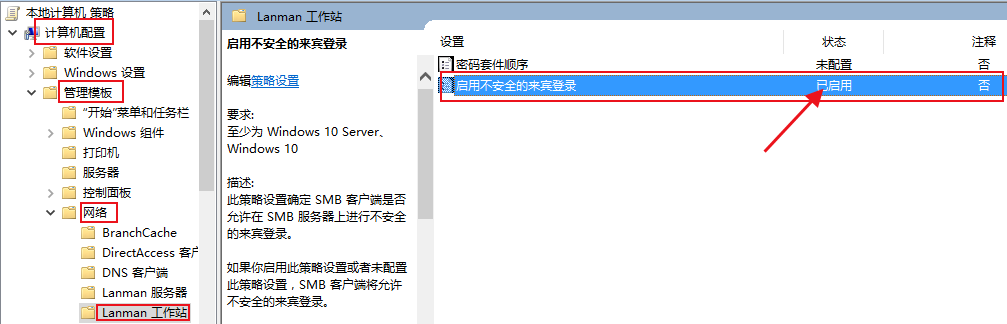 本地计算机 策略
计算机配置
软件设置
Windows 设置
管理模板
"开始"菜单和任务栏
Windows 组件
打印机
服务器
控制面板
网络
BranchCache
DirectAccess 客户
DNS 客户端
Lanman 服务器
Lanman 工作站
Lanman 工作站
启用不安全的来宾登录
编辑策略设置
要求:
至少为 Windows 10 Server、
Windows 10
描述:
此策略设置确定 SMB 客户端是否
允许在 SMB 服务器上进行不安全
的来宾登录。
如果你启用此策略设置或者未配置
此策略设置，SMB 客户端将允许
不安全的来宾登录。
设置 状态 注释
密码套件顺序 未配置 否
启用不安全的来宾登录 已启用 否